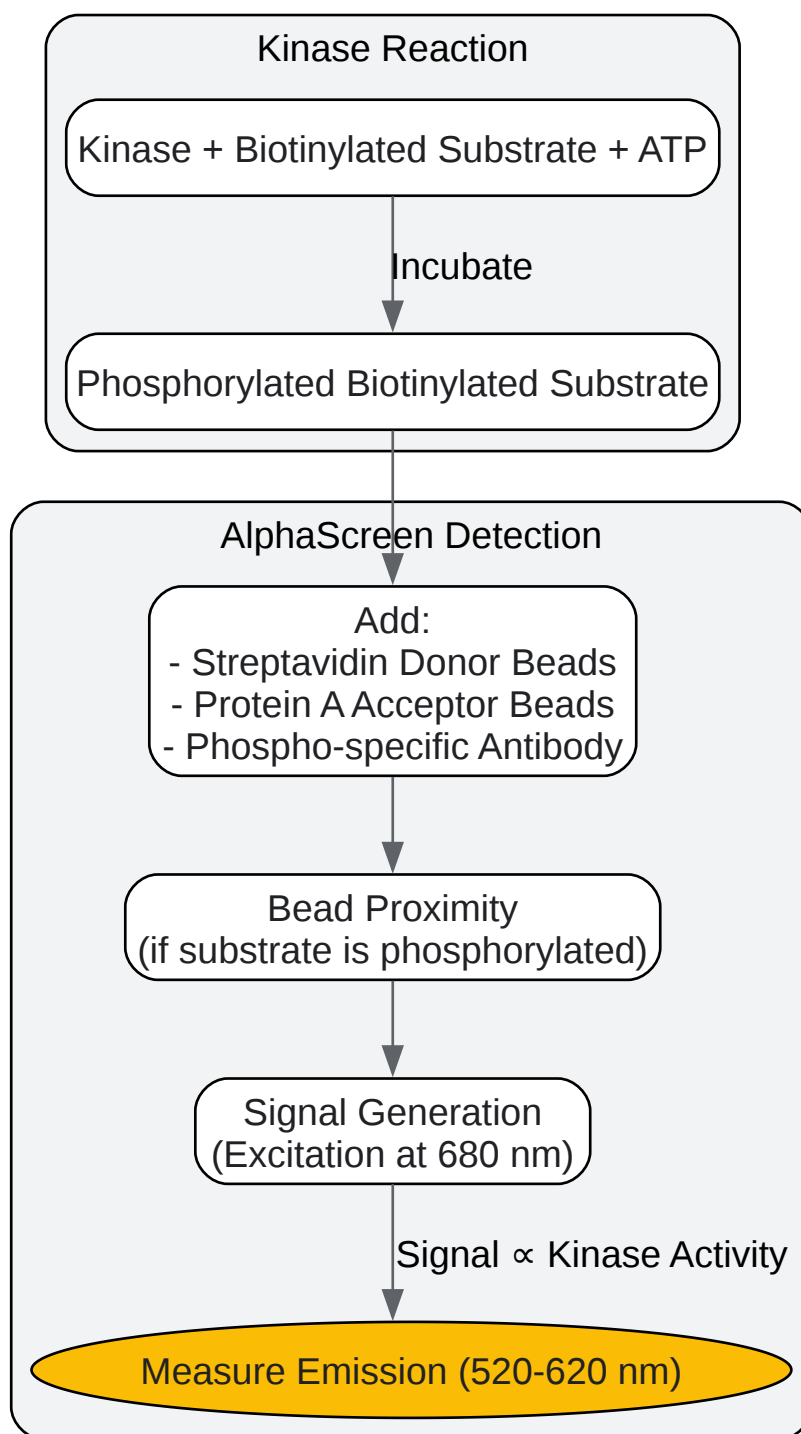 Kinase Reaction
Kinase + Biotinylated Substrate + ATP
Incubate
Phosphorylated Biotinylated Substrate
AlphaScreen Detection
Add:
- Streptavidin Donor Beads
- Protein A Acceptor Beads
- Phospho-specific Antibody
Bead Proximity
(if substrate is phosphorylated)
Signal Generation
(Excitation at 680 nm)
Signal ∝ Kinase Activity
Measure Emission (520-620 nm)